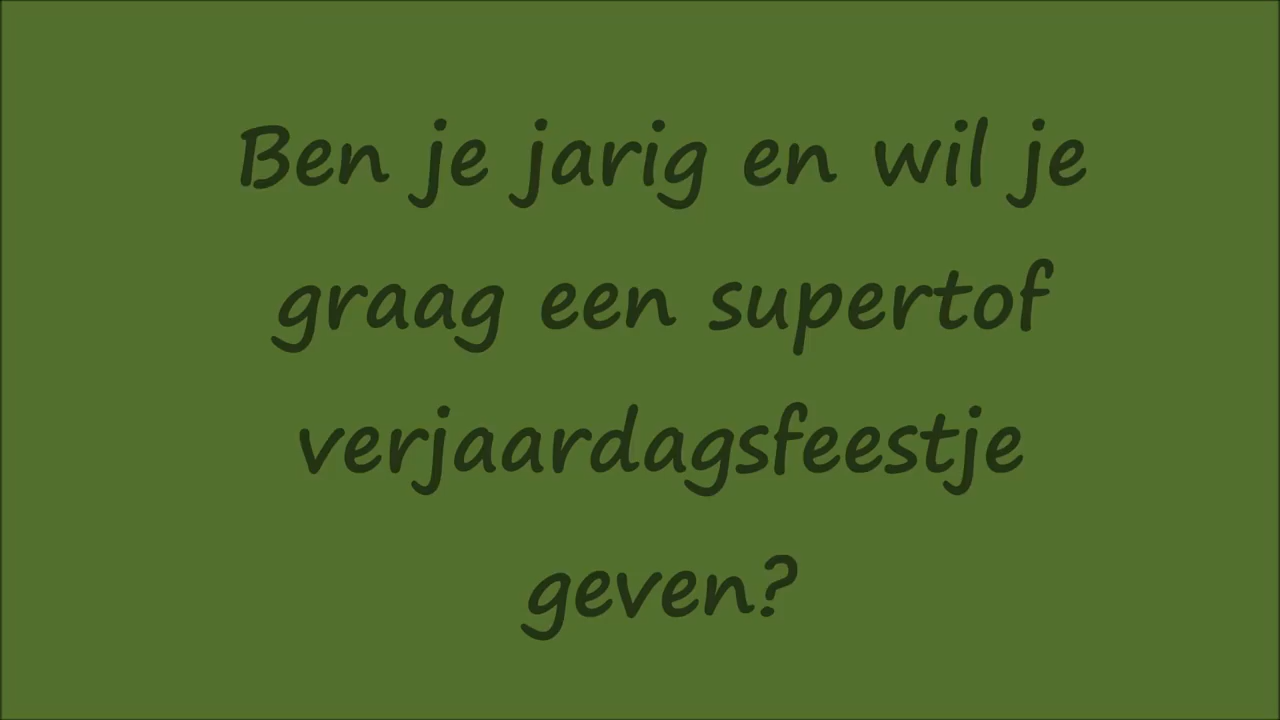 Ben je jarig en wil je
graag een supertof
verjaardagsfeestje
geven?